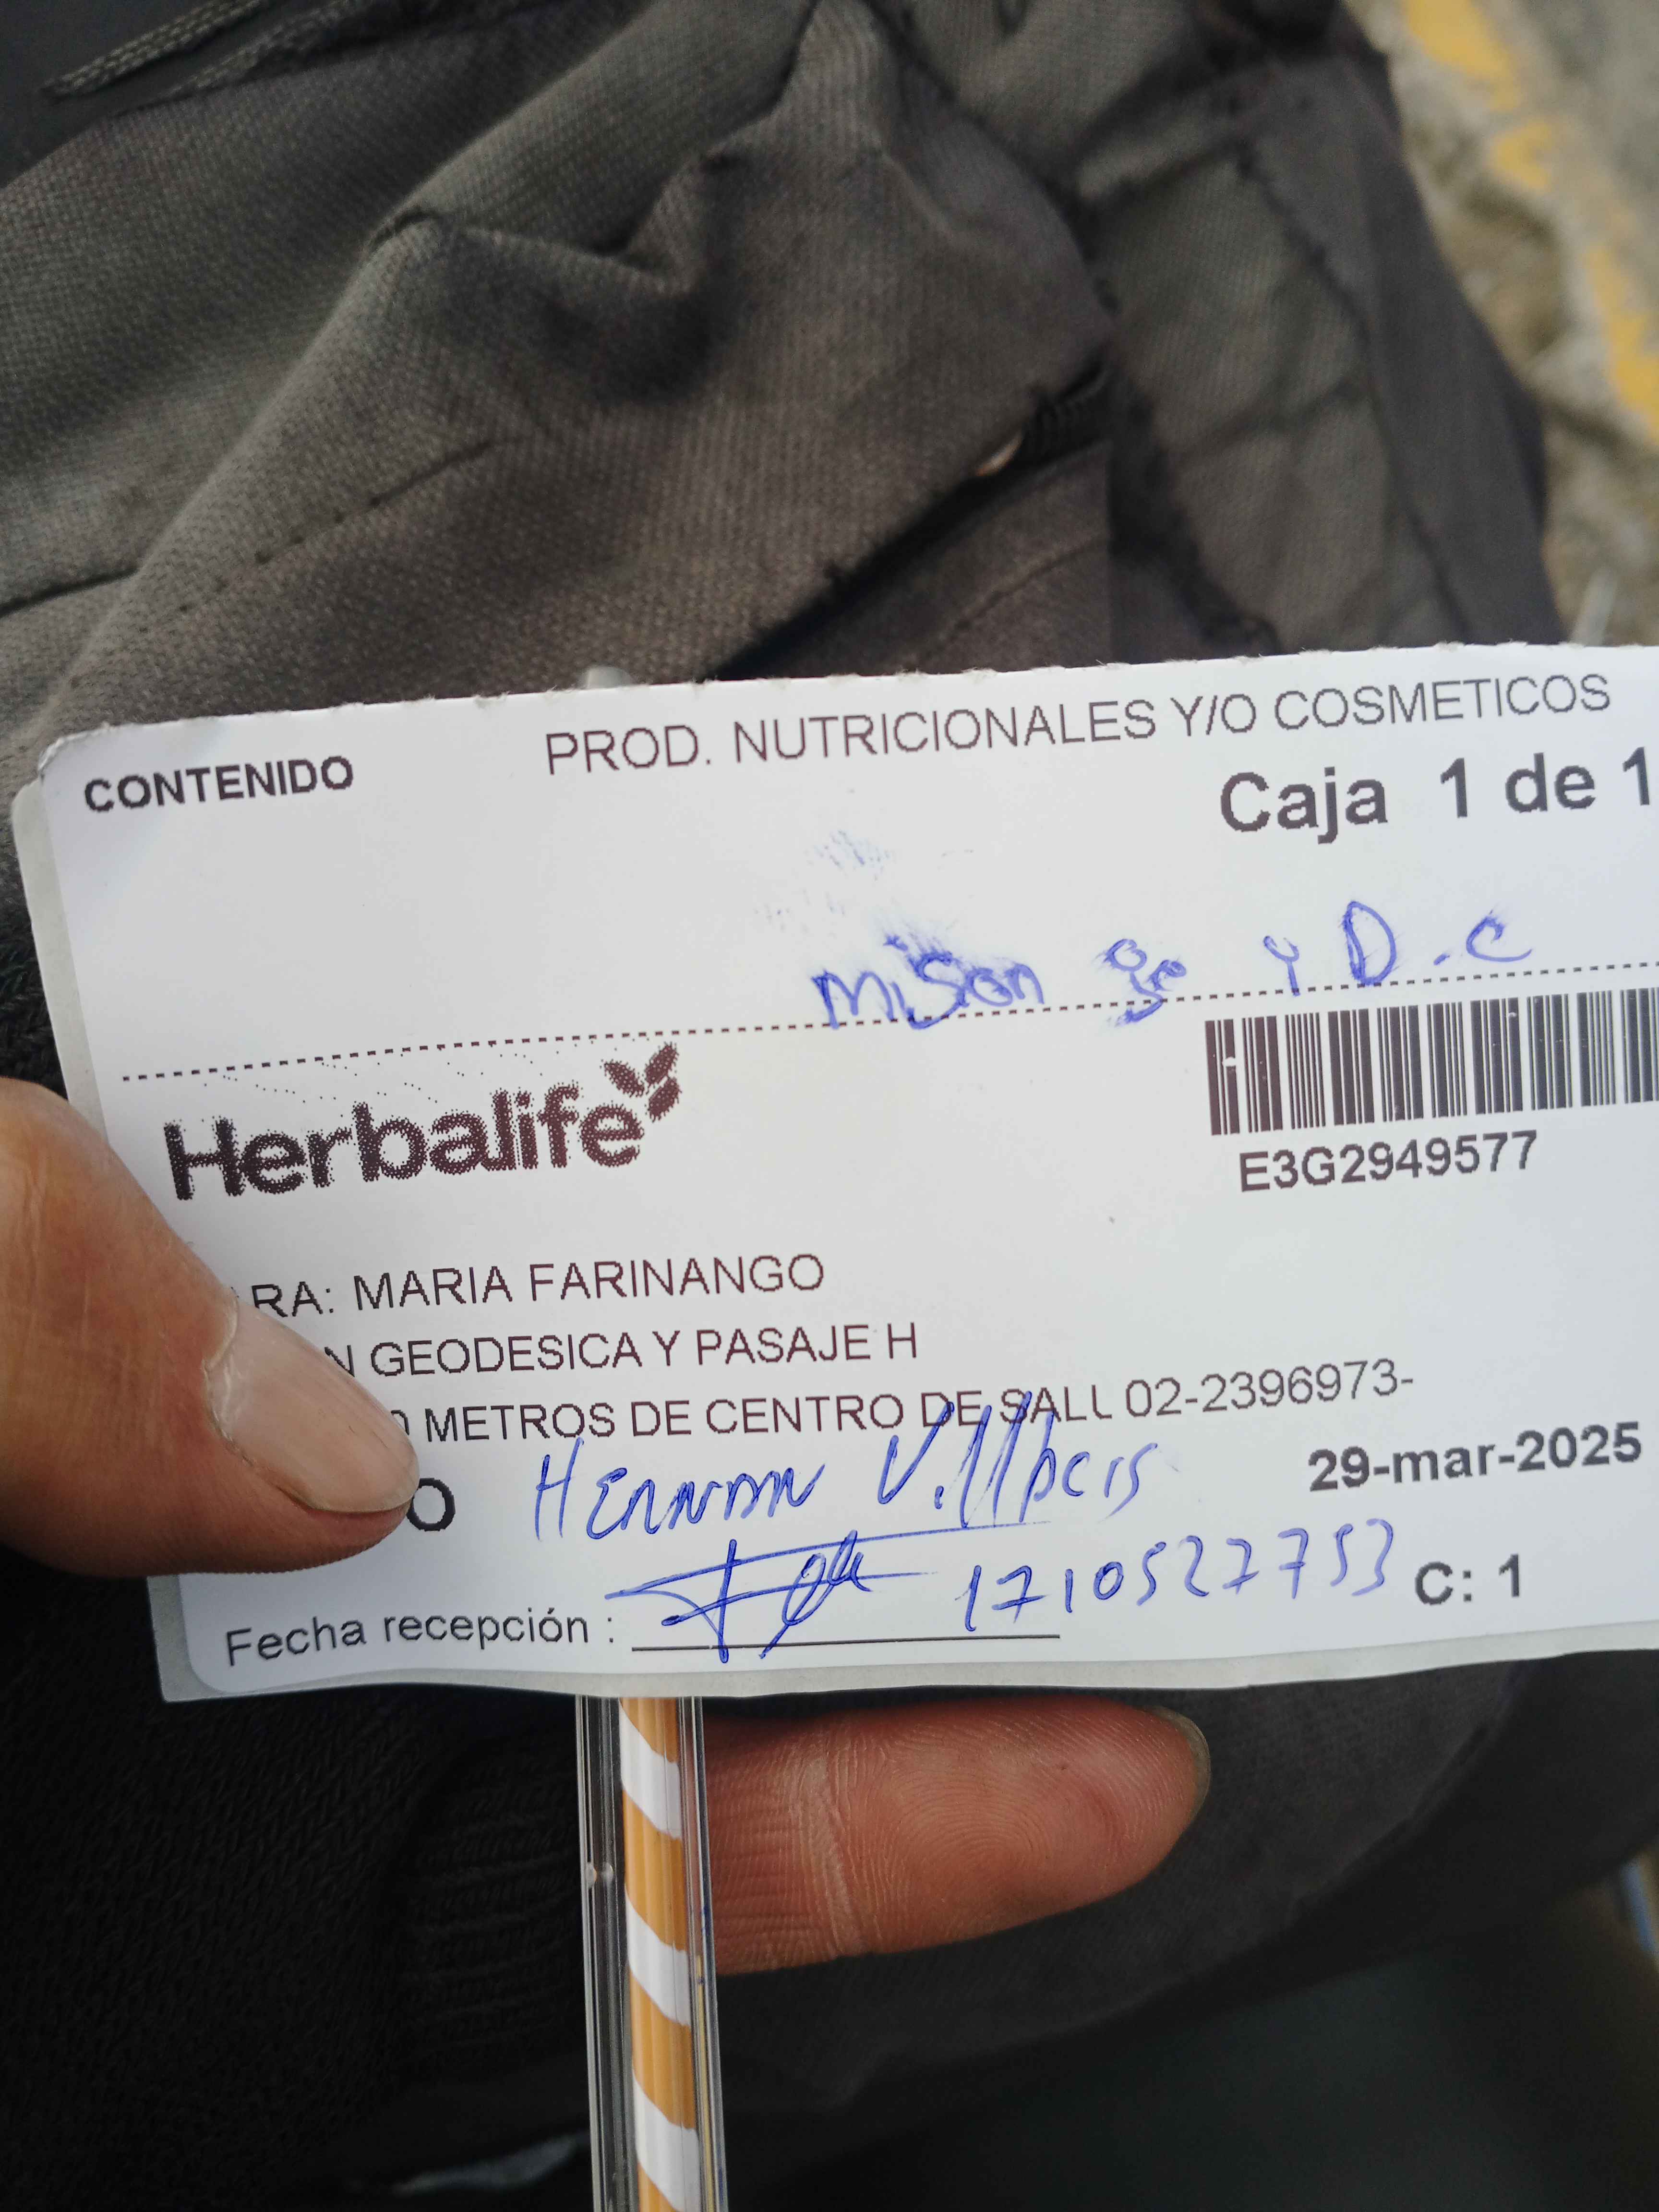 CONTENIDO PROD. NUTRICIONALES Y/O COSMETICOS
Caja 1 de 1
Y D.C
Herbalife
E3G2949577
RA: MARIA FARINANGO
N GEODESICA Y PASAJE H
0 METROS DE CENTRO DE SALL 02-2396973-
O 29-mar-2025
1710527753 C: 1
Fecha recepción :